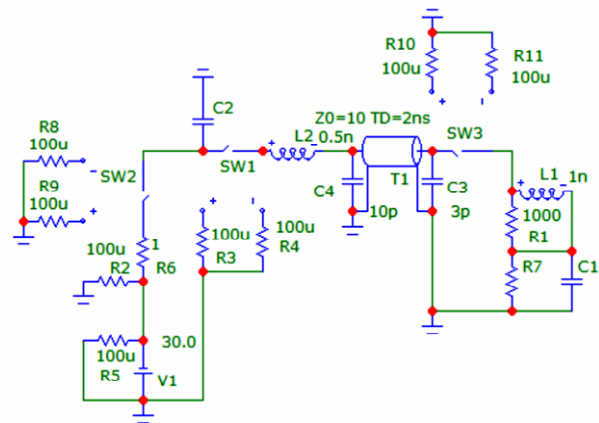 R10
100u
R11
100u
+ -
C2
Z0=10 TD=2ns
L2 0.5n
+ -
SW1
SW3
T1
R8
100u
-
SW2
R9
100u
+
L1 1n
+ -
C4
C3
10p
3p
1000
R1
+ -
100u
R3
100u
R4
100u
R2
1
R6
R7
C1
100u
R5
30.0
V1